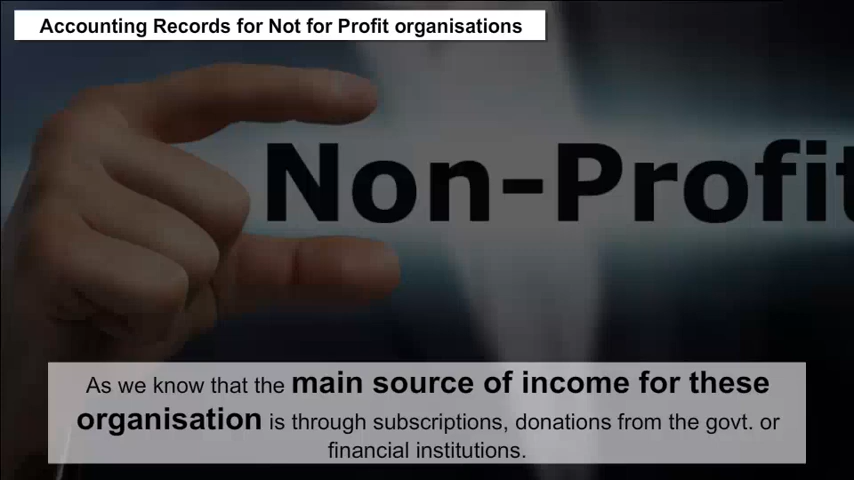 Accounting Records for Not for Profit organisations
Non-Profit
As we know that the main source of income for these
organisation is through subscriptions, donations from the govt. or
financial institutions.